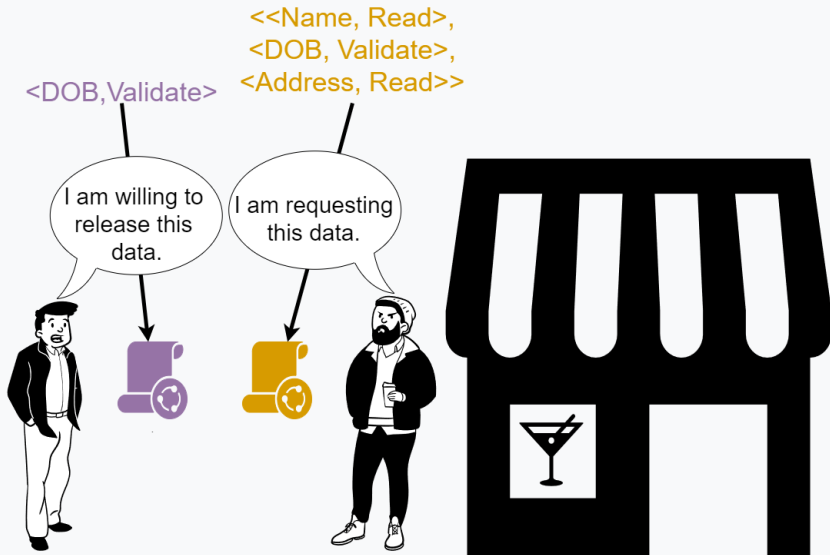 <<Name, Read>,
<DOB, Validate>,
<Address, Read>>
<DOB,Validate>
I am willing to
release this
data.
I am requesting
this data.